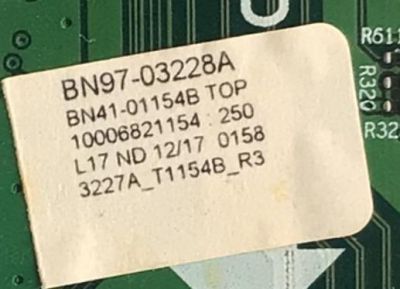 BN97-03228A
BN41-01154B TOP
10006821154 : 250
L17 ND 12/17 0158
3227A_T1154B_R3
R611
R320
R32